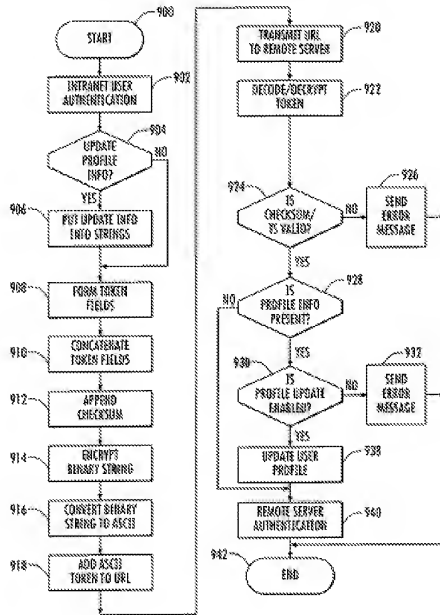 900
START
902
INTRANET USER
AUTHENTICATION
904
UPDATE
PROFILE
INFO?
NO
YES
906
PUT UPDATE INFO
INTO STRINGS
908
FORM TOKEN
FIELDS
910
CONCATENATE
TOKEN FIELDS
912
APPEND
CHECKSUM
914
ENCRYPT
BINARY STRING
916
CONVERT BINARY
STRING TO ASCII
918
ADD ASCII
TOKEN TO URL
TRANSMIT URL
TO REMOTE SERVER
920
DECODE/DECRYPT
TOKEN
922
924
IS
CHECKSUM/
TS VALID?
NO
926
SEND
ERROR
MESSAGE
YES
928
NO
IS
PROFILE INFO
PRESENT?
YES
930
IS
PROFILE UPDATE
ENABLED?
NO
932
SEND
ERROR
MESSAGE
YES
UPDATE USER
PROFILE
938
REMOTE SERVER
AUTHENTICATION
940
942
END